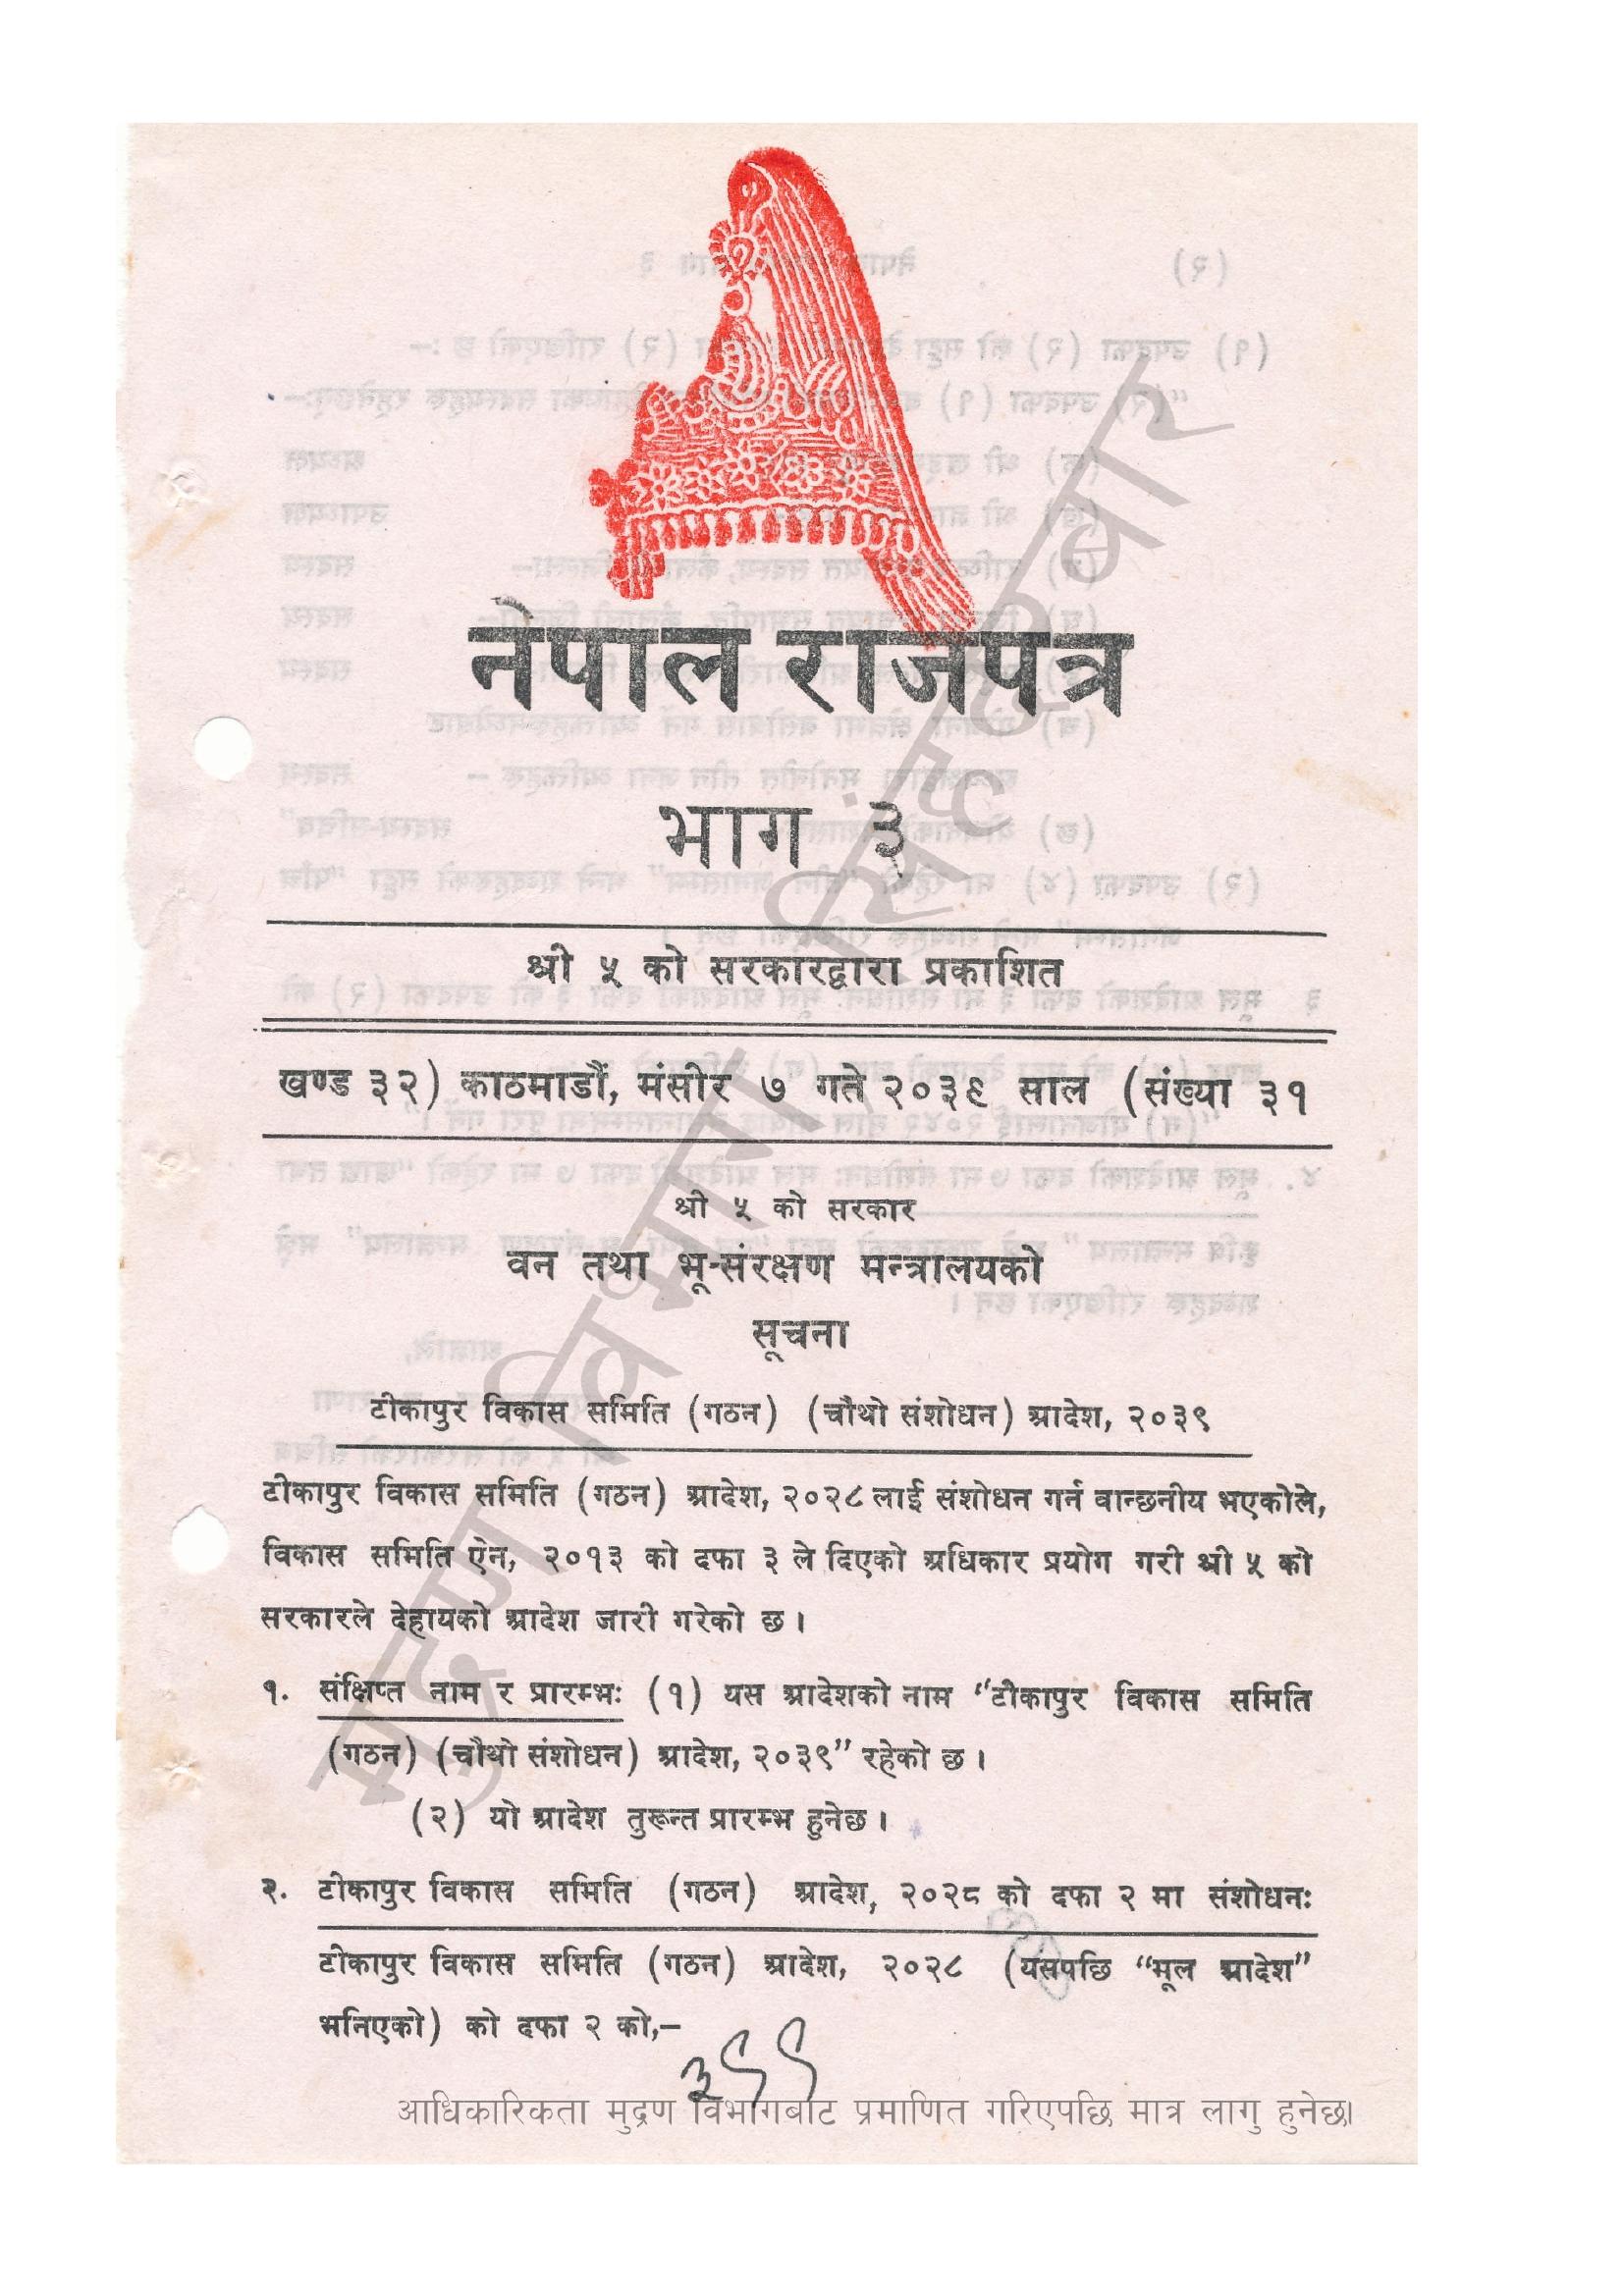 नेपाल राजपत्र
भाग ३
श्री ५ को सरकारद्वारा प्रकाशित
खण्ड ३२) काठमाडौं, मंसीर ७ गते २०३९ साल (संख्या ३१
श्री ५ को सरकार
वन तथा भू-संरक्षण मन्त्रालयको
सूचना
टीकापुर विकास समिति (गठन) (चौथो संशोधन) आदेश, २०३९
टीकापुर विकास समिति (गठन) आदेश, २०२८ लाई संशोधन गर्न वान्छनीय भएकोले,
विकास समिति ऐन, २०१३ को दफा ३ ले दिएको अधिकार प्रयोग गरी श्री ५ को
सरकारले देहायको आदेश जारी गरेको छ ।
१. संक्षिप्त नाम र प्रारम्भः (१) यस आदेशको नाम “टीकापुर विकास समिति
(गठन) (चौथो संशोधन) आदेश, २०३९” रहेको छ ।
(२) यो आदेश तुरून्त प्रारम्भ हुनेछ ।
२. टीकापुर विकास समिति (गठन) आदेश, २०२८ को दफा २ मा संशोधनः
टीकापुर विकास समिति (गठन) आदेश, २०२८ (यसपछि “मूल आदेश”
भनिएको) को दफा २ को,–
३९९
आधिकारिकता मुद्रण विभागबाट प्रमाणित गरिएपछि मात्र लागु हुनेछ।
मुद्रण विभाग, सिंहदरवार